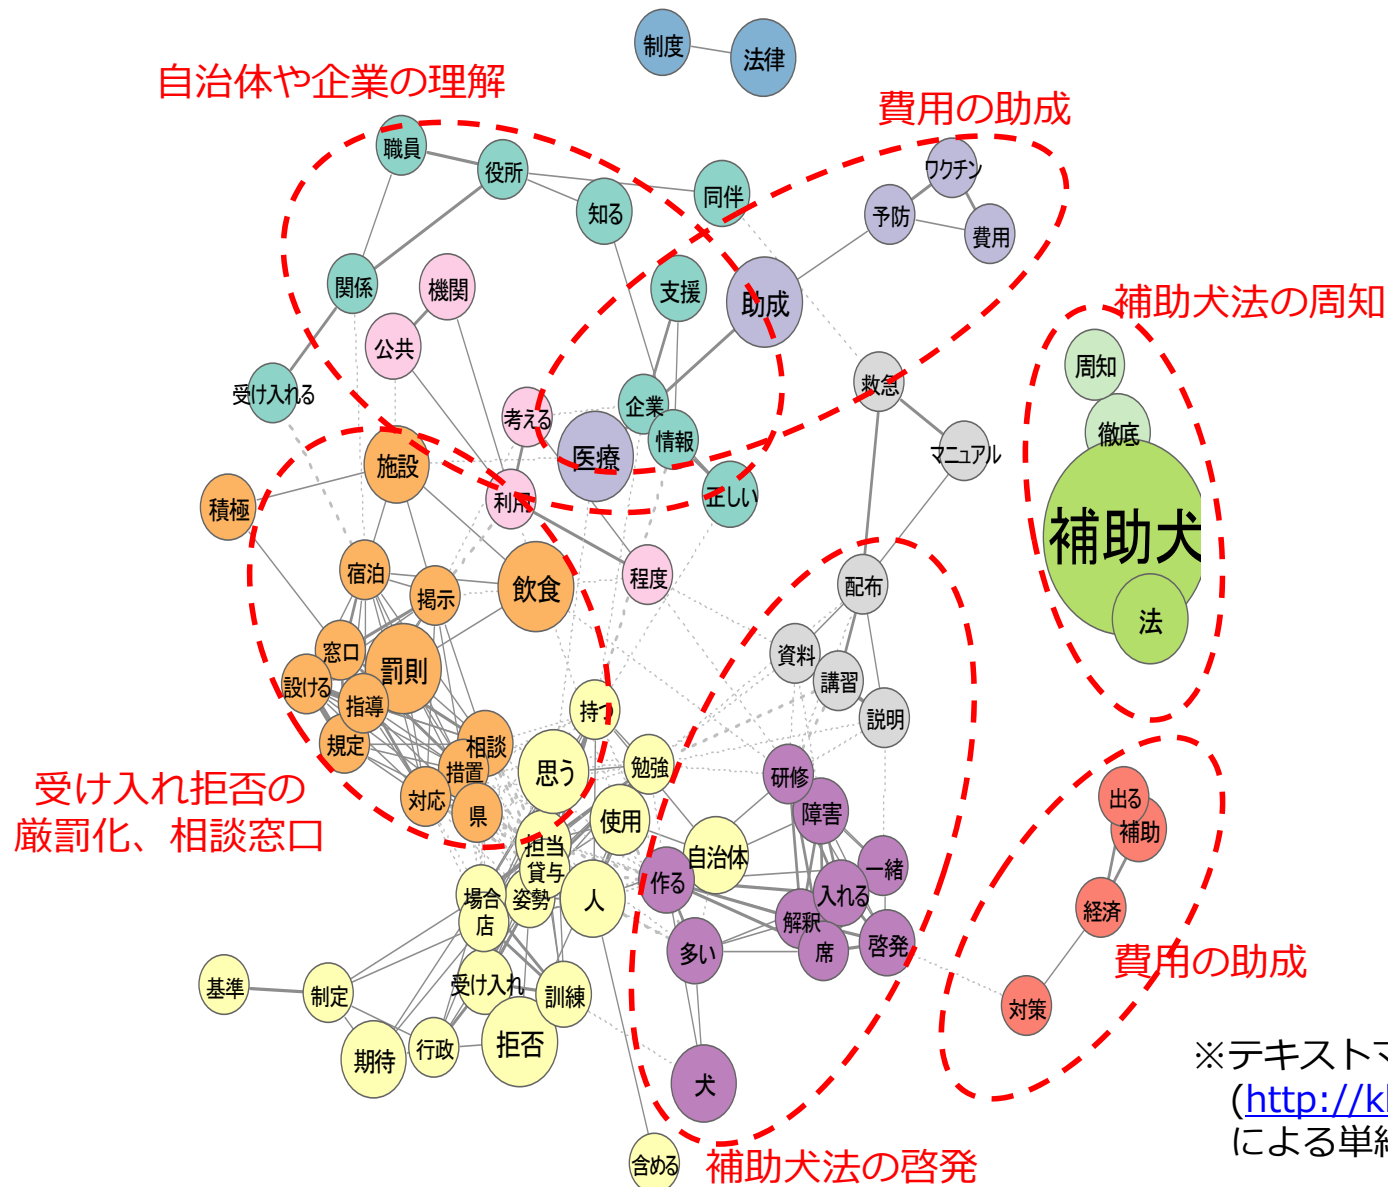 制度
法律
自治体や企業の理解
費用の助成
職員
役所
知る
同伴
ワクチン
予防
費用
関係
機関
支援
助成
補助犬法の周知
公共
受け入れる
周知
救急
考える
企業
徹底
情報
マニュアル
医療
施設
利用
正しい
積極
補助犬
宿泊
掲示
飲食
程度
配布
法
窓口
罰則
資料
講習
設ける
指導
持つ
説明
規定
相談
措置
思う
勉強
研修
受け入れ拒否の
厳罰化、相談窓口
対応
県
使用
障害
出る
補助
担当
自治体
貸与
作る
一緒
場合
姿勢
人
入れる
店
解釈
経済
多い
席
啓発
費用の助成
基準
制定
受け入れ
訓練
対策
期待
行政
拒否
犬
※テキストマ
(http://k
による単
含める
補助犬法の啓発